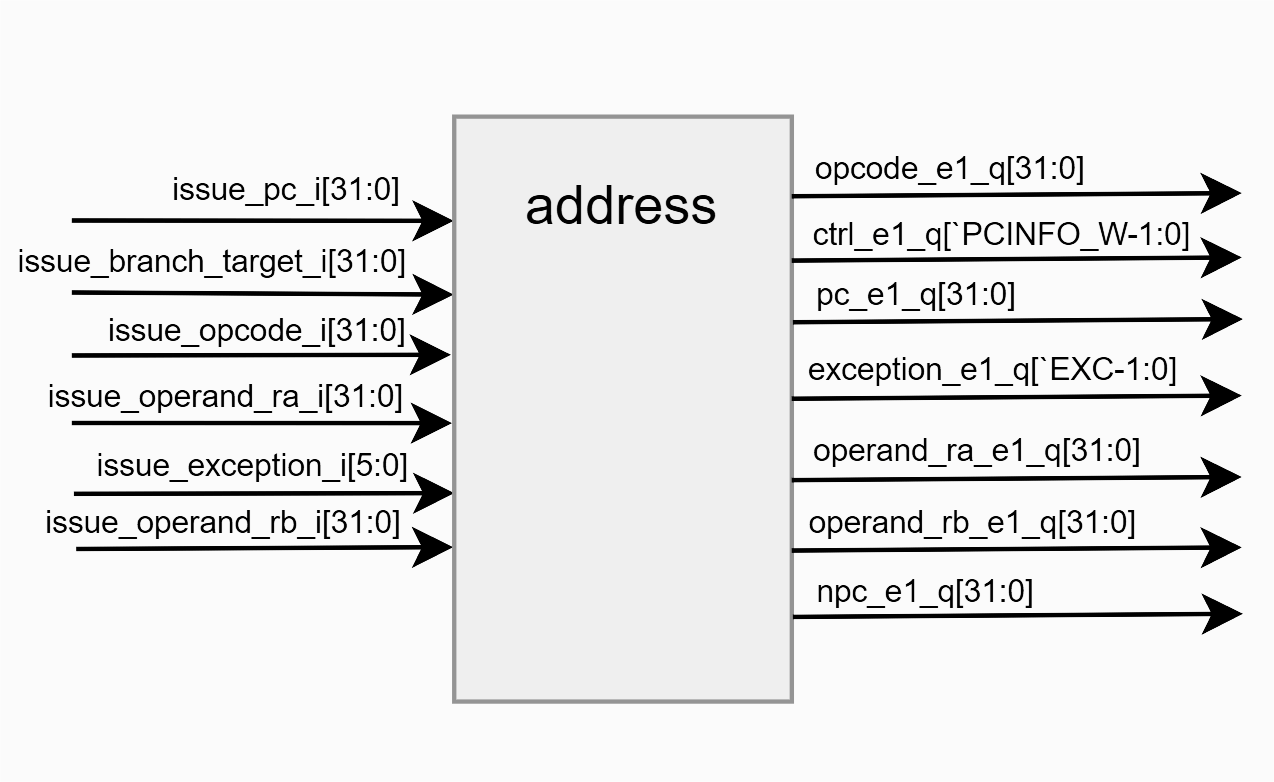 issue_pc_i[31:0]
issue_branch_target_i[31:0]
issue_opcode_i[31:0]
issue_operand_ra_i[31:0]
issue_exception_i[5:0]
issue_operand_rb_i[31:0]
address
opcode_e1_q[31:0]
ctrl_e1_q[`PCINFO_W-1:0]
pc_e1_q[31:0]
exception_e1_q[`EXC-1:0]
operand_ra_e1_q[31:0]
operand_rb_e1_q[31:0]
npc_e1_q[31:0]